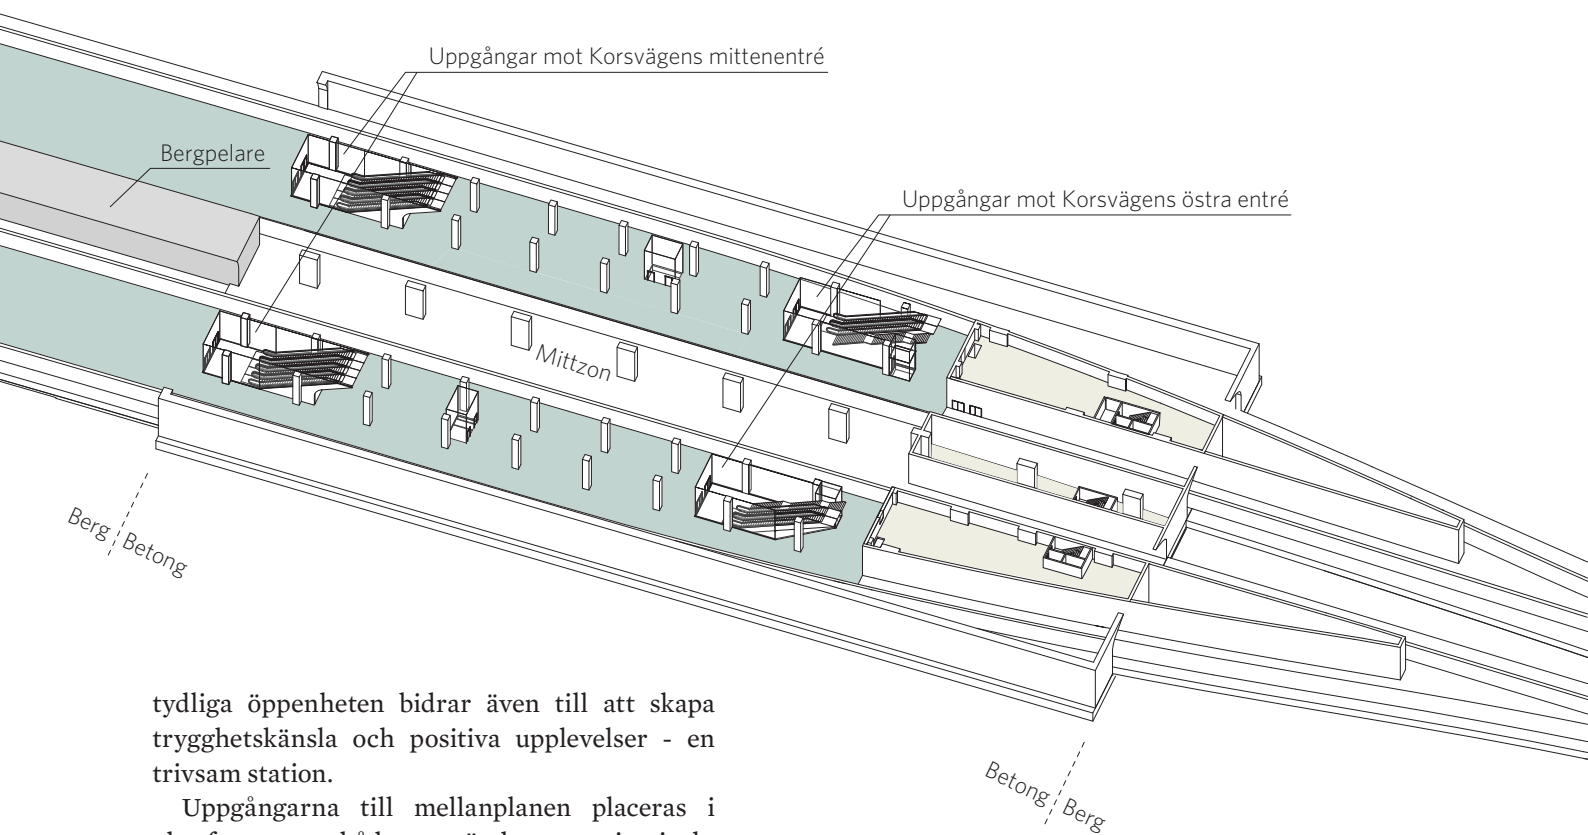 Uppgångar mot Korsvägens mittenentré
Bergpelare
Uppgångar mot Korsvägens östra entré
Mittzon
Berg
Betong
Betong
Berg
tydliga öppenheten bidrar även till att skapa
trygghetskänsla och positiva upplevelser - en
trivsam station.
Uppgångarna till mellanplanen placeras i